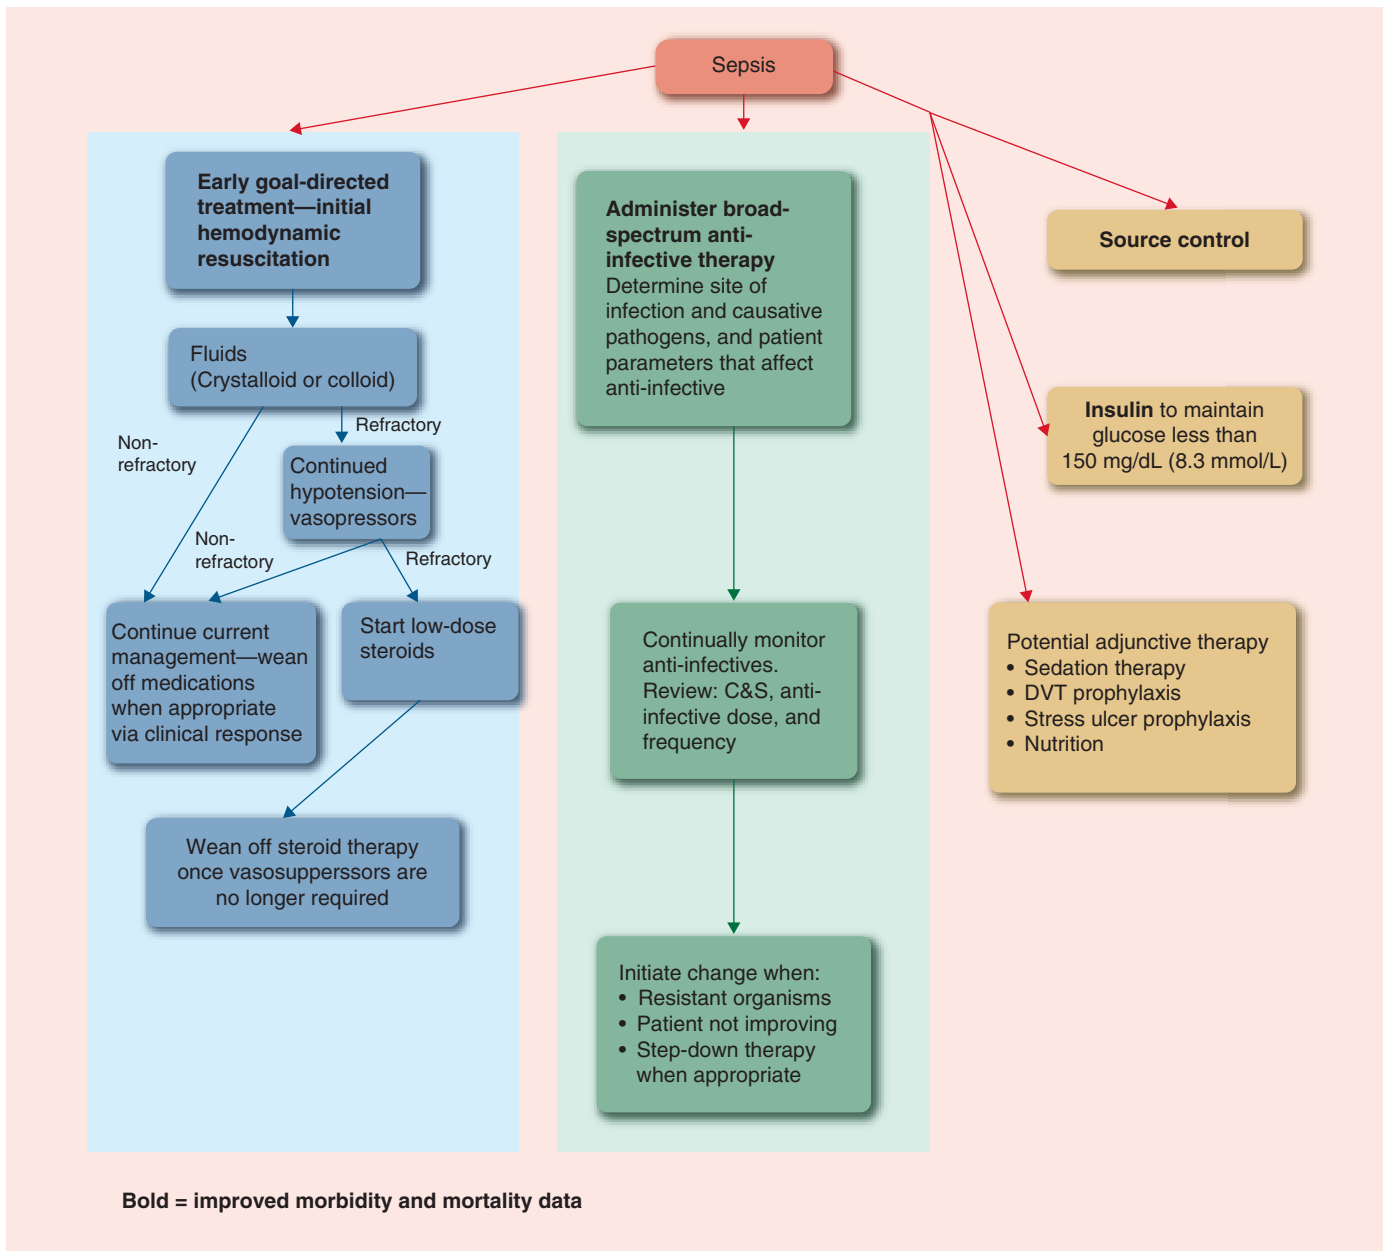 Sepsis
Early goal-directed
treatment—initial
hemodynamic
resuscitation
Fluids
(Crystalloid or colloid)
Non-
refractory
Refractory
Continued
hypotension—
vasopressors
Non-
refractory
Refractory
Continue current
management—wean
off medications
when appropriate
via clinical response
Start low-dose
steroids
Wean off steroid therapy
once vasosupperssors are
no longer required
Administer broad-
spectrum anti-
infective therapy
Determine site of
infection and causative
pathogens, and patient
parameters that affect
anti-infective
Continually monitor
anti-infectives.
Review: C&S, anti-
infective dose, and
frequency
Initiate change when:
• Resistant organisms
• Patient not improving
• Step-down therapy
when appropriate
Source control
Insulin to maintain
glucose less than
150 mg/dL (8.3 mmol/L)
Potential adjunctive therapy
• Sedation therapy
• DVT prophylaxis
• Stress ulcer prophylaxis
• Nutrition
Bold = improved morbidity and mortality data